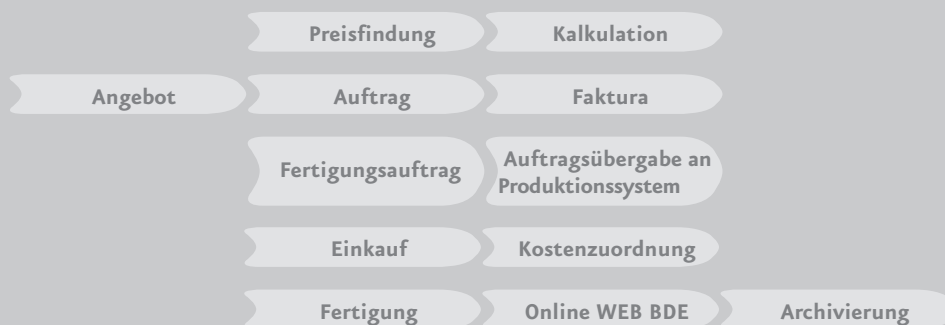 Preisfindung
Kalkulation
Angebot
Auftrag
Faktura
Fertigungsauftrag
Auftragsübergabe an
Produktionssystem
Einkauf
Kostenzuordnung
Fertigung
Online WEB BDE
Archivierung